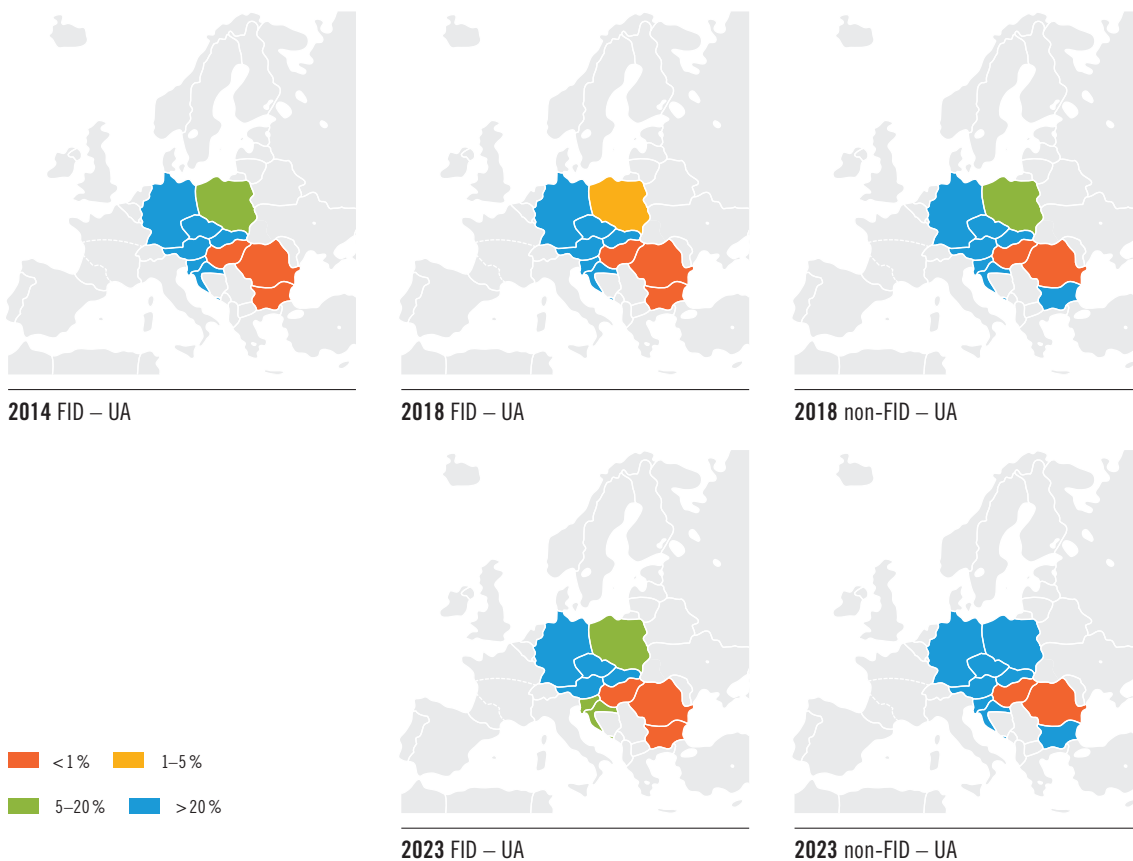 2014 FID – UA
2018 FID – UA
2018 non-FID – UA
<1 %
1–5 %
5–20 %
>20 %
2023 FID – UA
2023 non-FID – UA